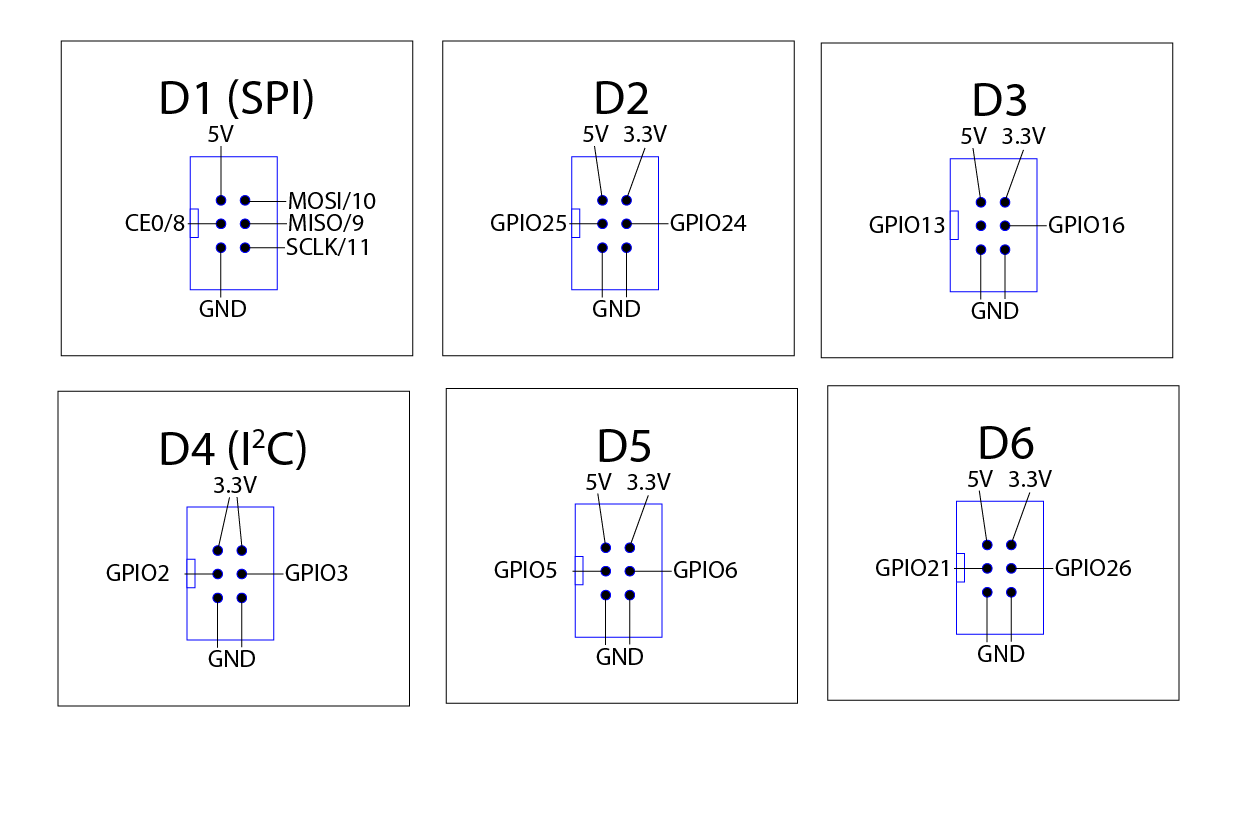 D1 (SPI)
5V
MOSI/10
CE0/8
MISO/9
SCLK/11
GND
D2
5V 3.3V
GPIO25
GPIO24
GND
D3
5V 3.3V
GPIO13
GPIO16
GND
D4 (I²C)
3.3V
GPIO2
GPIO3
GND
D5
5V 3.3V
GPIO5
GPIO6
GND
D6
5V 3.3V
GPIO21
GPIO26
GND